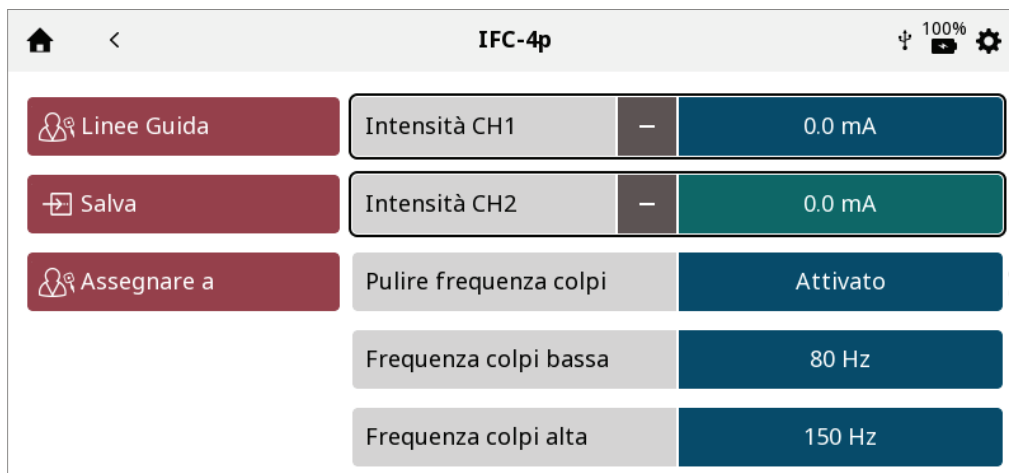 IFC-4p
100%
Linee Guida
Intensità CH1 – 0.0 mA
Salva
Intensità CH2 – 0.0 mA
Assegnare a
Pulire frequenza colpi Attivato
Frequenza colpi bassa 80 Hz
Frequenza colpi alta 150 Hz